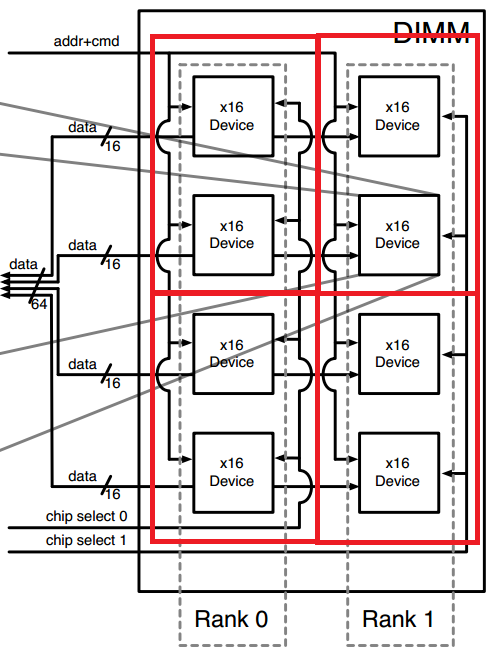 DIMM
addr+cmd
x16
Device
x16
Device
data
16
x16
Device
x16
Device
data
16
data
64
x16
Device
x16
Device
data
16
x16
Device
x16
Device
data
16
chip select 0
chip select 1
Rank 0
Rank 1